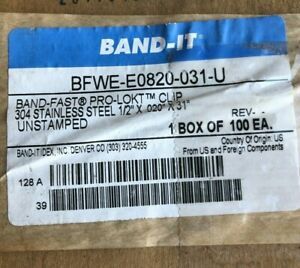 BAND-IT®
BFWE-E0820-031-U
BAND-FAST® PRO-LOKT™ CLIP
304 STAINLESS STEEL 1/2" X .020" X 31"
UNSTAMPED
REV- -
1 BOX OF 100 EA.
BAND-IT IDEX, INC. DENVER CO (303) 320-4555
Country Of Origin: US
From US and Foreign Components
128 A
39